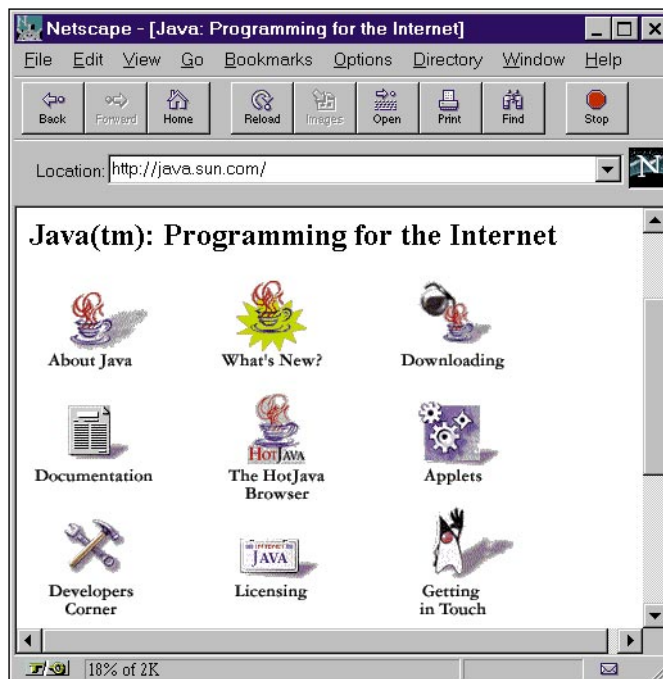 Netscape - [Java: Programming for the Internet]
File Edit View Go Bookmarks Options Directory Window Help
Back Forward Home Reload Images Open Print Find Stop
Location: http://java.sun.com/
N
Java(tm): Programming for the Internet
About Java What's New? Downloading
HOTJAVA
Documentation The HotJava Applets
Browser
JAVA
Developers Licensing Getting
Corner in Touch
18% of 2K